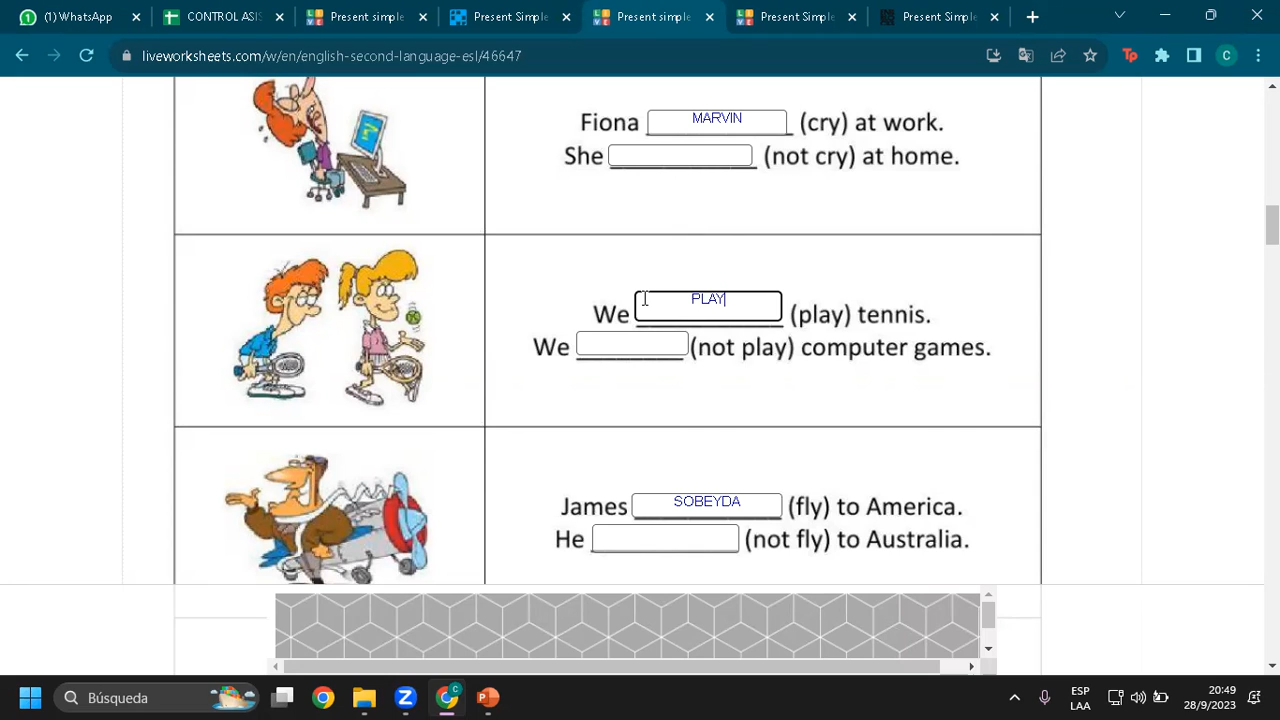 (1) WhatsApp
CONTROL ASIS
Present simple
Present Simple
Present simple
Present Simple
Present Simple
liveworksheets.com/w/en/english-second-language-esl/46647
Tp
C
Fiona MARVIN (cry) at work.
She (not cry) at home.
We PLAY (play) tennis.
We (not play) computer games.
James SOBEYDA (fly) to America.
He (not fly) to Australia.
Búsqueda
C
P
ESP
LAA
20:49
28/9/2023